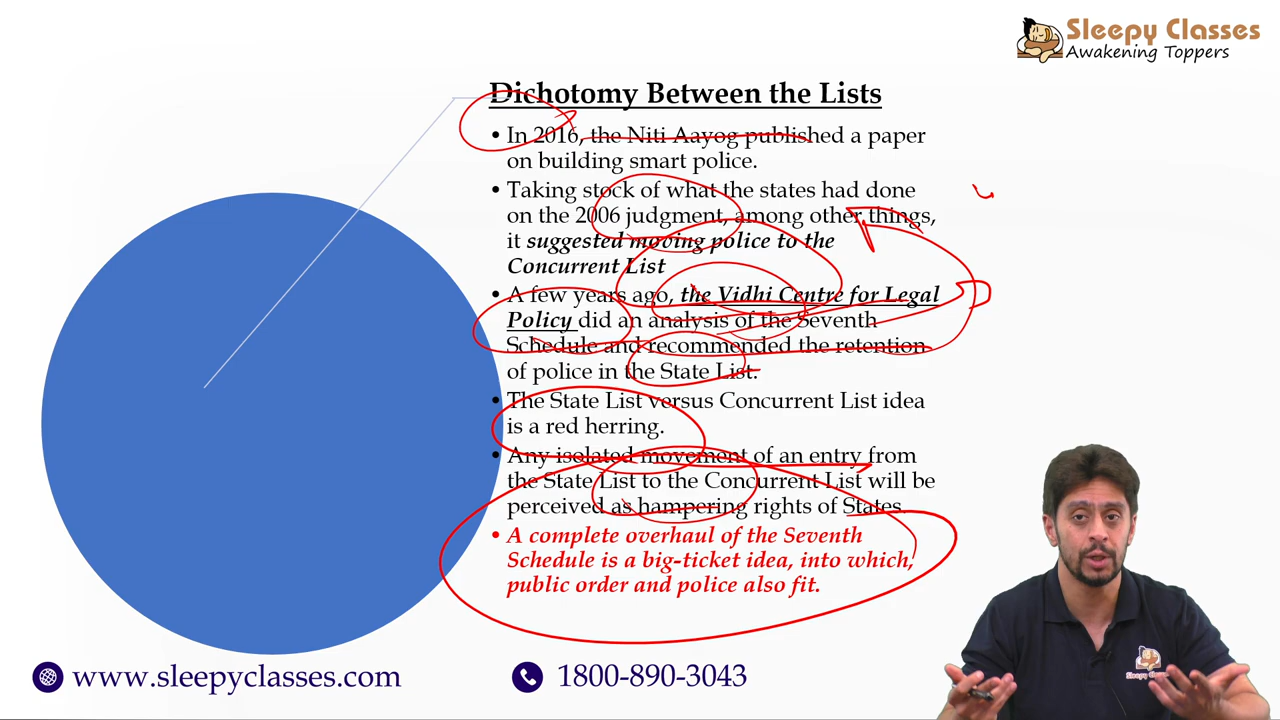 Sleepy Classes
Awakening Toppers
Dichotomy Between the Lists
• In 2016, the Niti Aayog published a paper
on building smart police.
• Taking stock of what the states had done
on the 2006 judgment, among other things,
it suggested moving police to the
Concurrent List
• A few years ago, the Vidhi Centre for Legal
Policy did an analysis of the Seventh
Schedule and recommended the retention
of police in the State List.
• The State List versus Concurrent List idea
is a red herring.
• Any isolated movement of an entry from
the State List to the Concurrent List will be
perceived as hampering rights of States.
• A complete overhaul of the Seventh
Schedule is a big-ticket idea, into which,
public order and police also fit.
Sleepy Classes
www.sleepyclasses.com
1800-890-3043